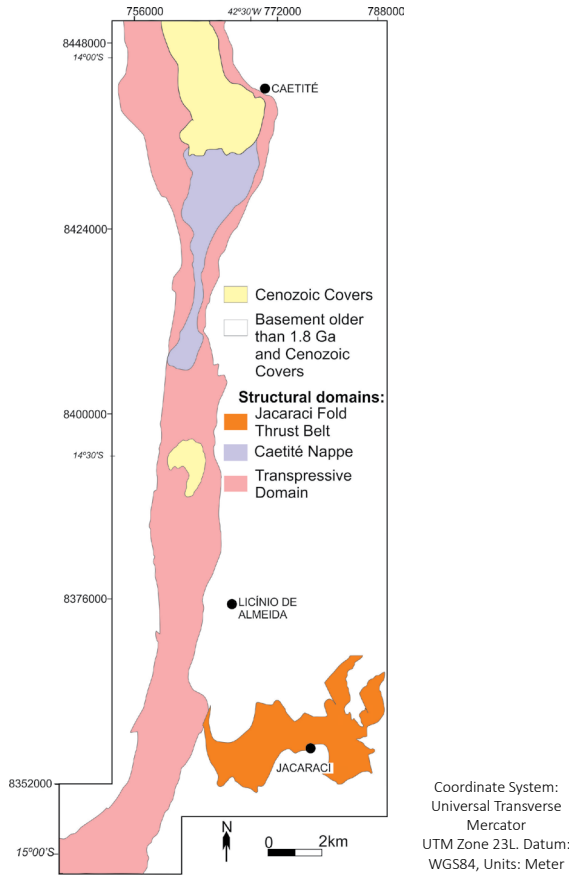 756000
42°30'W
772000
788000
8448000
14°00'S
CAETITÉ
8424000
Cenozoic Covers
Basement older
than 1.8 Ga
and Cenozoic
Covers
Structural domains:
Jacaraci Fold
Thrust Belt
Caetité Nappe
Transpressive
Domain
8400000
14°30'S
8376000
LICÍNIO DE
ALMEIDA
JACARACI
8352000
15°00'S
N
0 2km
Coordinate System:
Universal Transverse
Mercator
UTM Zone 23L. Datum:
WGS84, Units: Meter